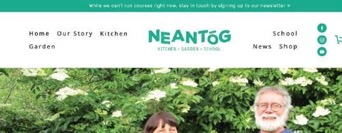 While we can't run courses right now, stay in touch by signing up to our newsletter »
Home Our Story Kitchen
Garden
NEANTÓG
KITCHEN • GARDEN • SCHOOL
School
News Shop